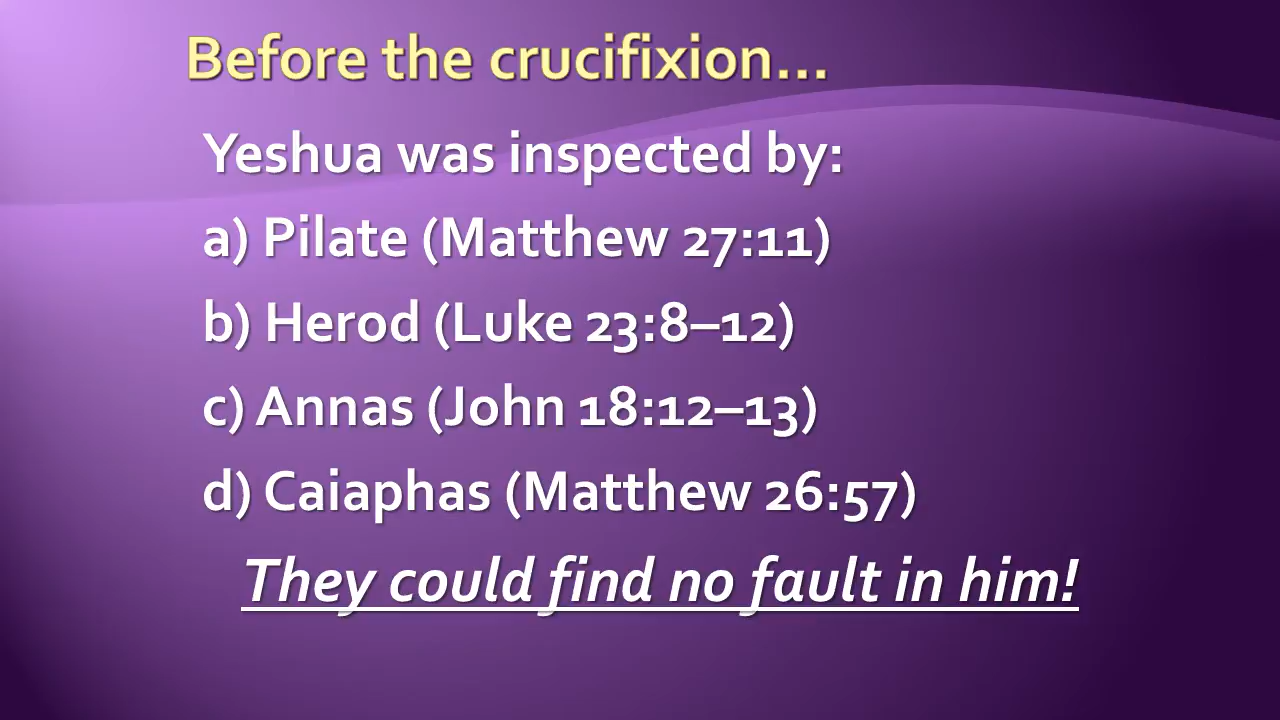 Before the crucifixion...
Yeshua was inspected by:
a) Pilate (Matthew 27:11)
b) Herod (Luke 23:8–12)
c) Annas (John 18:12–13)
d) Caiaphas (Matthew 26:57)
They could find no fault in him!